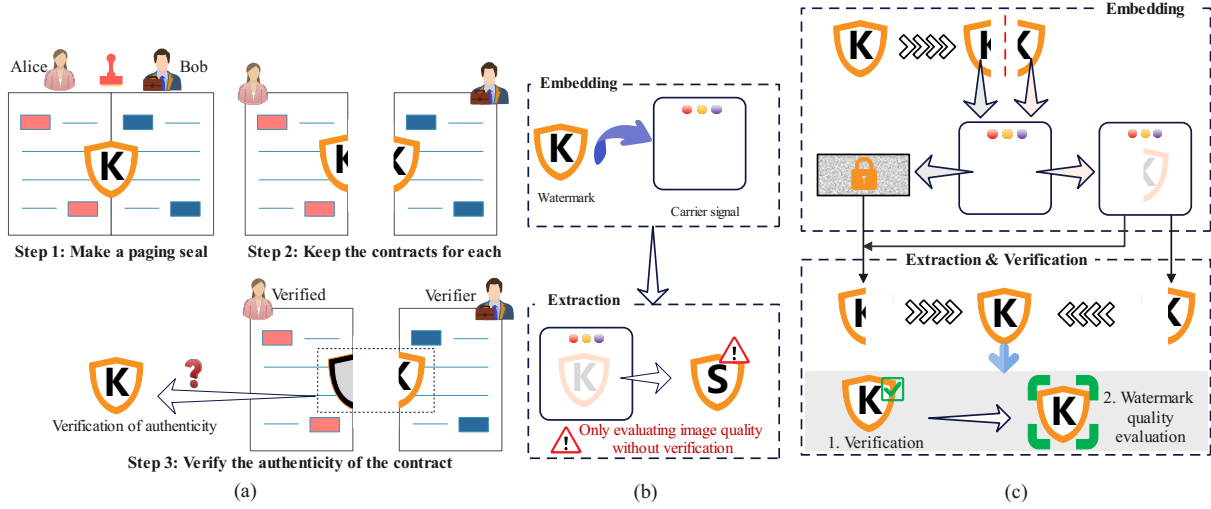 Alice
Bob
K
Step 1: Make a paging seal
K
K
Step 2: Keep the contracts for each
Verified
Verifier
K
K
?
Verification of authenticity
Step 3: Verify the authenticity of the contract
(a)
Embedding
K
Watermark
Carrier signal
Extraction
K
!
S
! Only evaluating image quality
without verification
(b)
Embedding
K
K
K
K
Extraction & Verification
K
K
K
K
K
1. Verification
2. Watermark
quality
evaluation
(c)